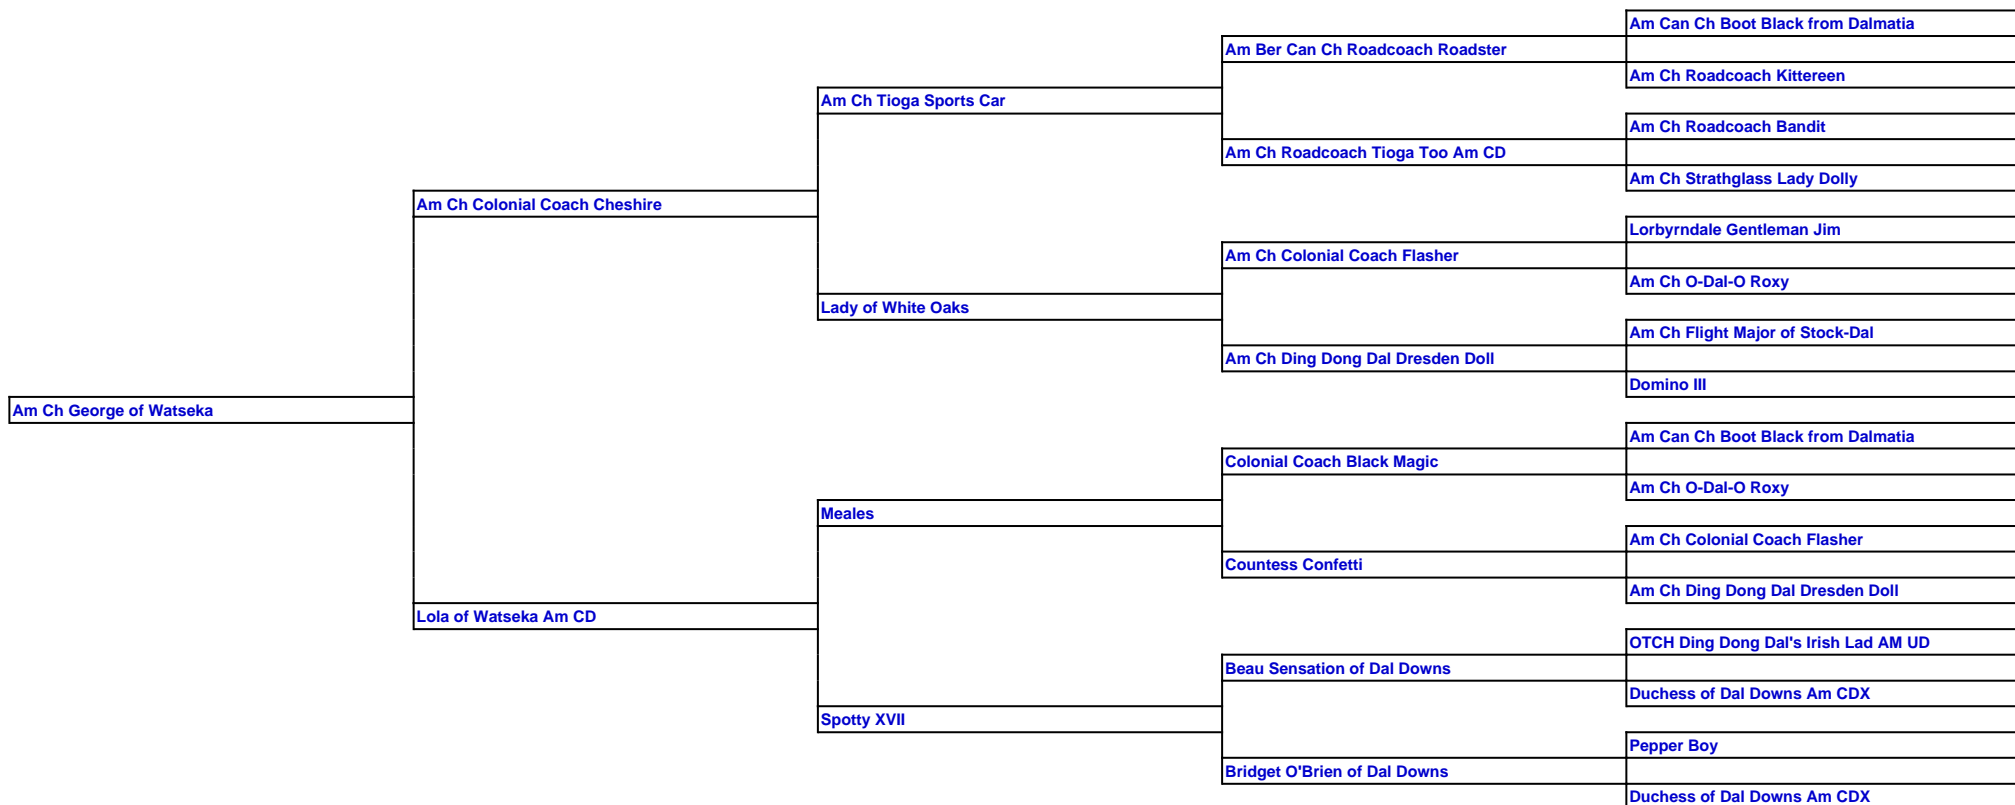 Am Can Ch Boot Black from Dalmatia
Am Ber Can Ch Roadcoach Roadster
Am Ch Roadcoach Kittereen
Am Ch Tioga Sports Car
Am Ch Roadcoach Bandit
Am Ch Roadcoach Tioga Too Am CD
Am Ch Strathglass Lady Dolly
Am Ch Colonial Coach Cheshire
Lorbyrndale Gentleman Jim
Am Ch Colonial Coach Flasher
Am Ch O-Dal-O Roxy
Lady of White Oaks
Am Ch Flight Major of Stock-Dal
Am Ch Ding Dong Dal Dresden Doll
Domino III
Am Ch George of Watseka
Am Can Ch Boot Black from Dalmatia
Colonial Coach Black Magic
Am Ch O-Dal-O Roxy
Meales
Am Ch Colonial Coach Flasher
Countess Confetti
Am Ch Ding Dong Dal Dresden Doll
Lola of Watseka Am CD
OTCH Ding Dong Dal's Irish Lad AM UD
Beau Sensation of Dal Downs
Duchess of Dal Downs Am CDX
Spotty XVII
Pepper Boy
Bridget O'Brien of Dal Downs
Duchess of Dal Downs Am CDX